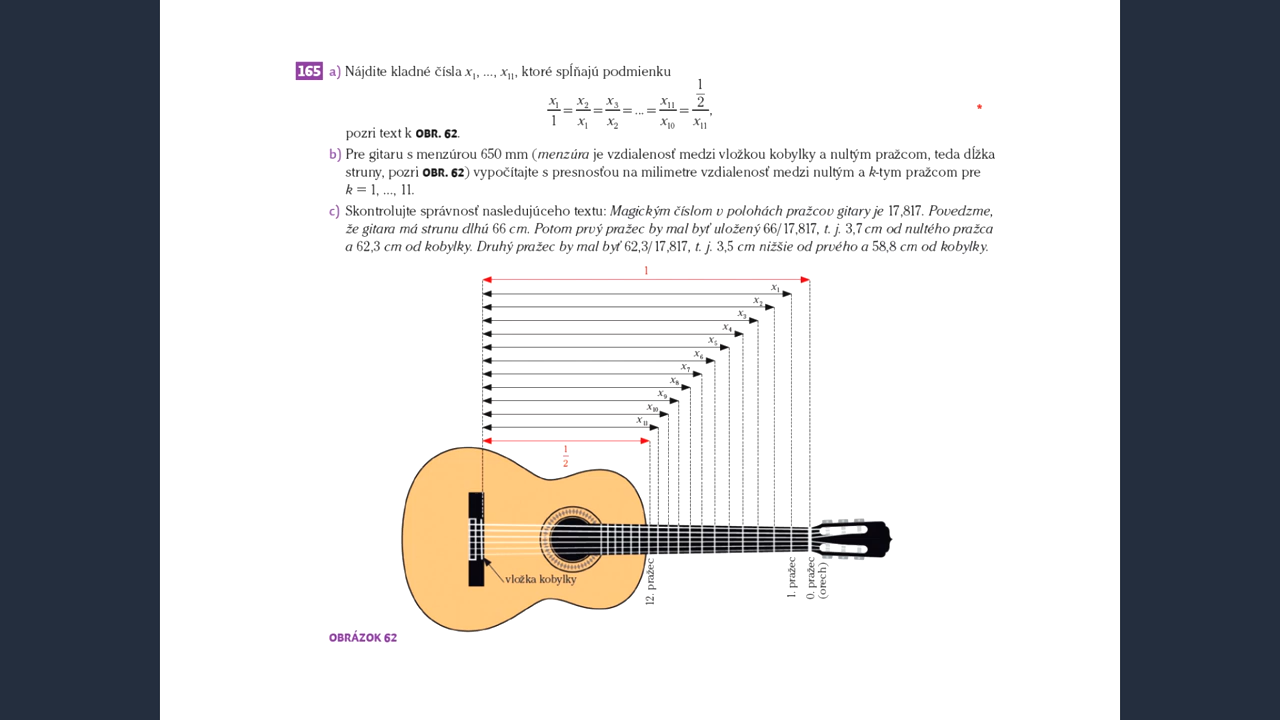 165 a) Nájdite kladné čísla x₁, ..., x₁₁, ktoré spĺňajú podmienku
x₁/1 = x₂/x₁ = x₃/x₂ = ... = x₁₁/x₁₀ = (1/2)/x₁₁,
*
pozri text k OBR. 62.
b) Pre gitaru s menzúrou 650 mm (menzúra je vzdialenosť medzi vložkou kobylky a nultým pražcom, teda dĺžka
struny, pozri OBR. 62) vypočítajte s presnosťou na milimetre vzdialenosť medzi nultým a k-tym pražcom pre
k = 1, ..., 11.
c) Skontrolujte správnosť nasledujúceho textu: Magickým číslom v polohách pražcov gitary je 17,817. Povedzme,
že gitara má strunu dlhú 66 cm. Potom prvý pražec by mal byť uložený 66/17,817, t. j. 3,7 cm od nultého pražca
a 62,3 cm od kobylky. Druhý pražec by mal byť 62,3/17,817, t. j. 3,5 cm nižšie od prvého a 58,8 cm od kobylky.
1
x₁
x₂
x₃
x₄
x₅
x₆
x₇
x₈
x₉
x₁₀
x₁₁
1/2
vložka kobylky
12. pražec
1. pražec
0. pražec
(orech)
OBRÁZOK 62